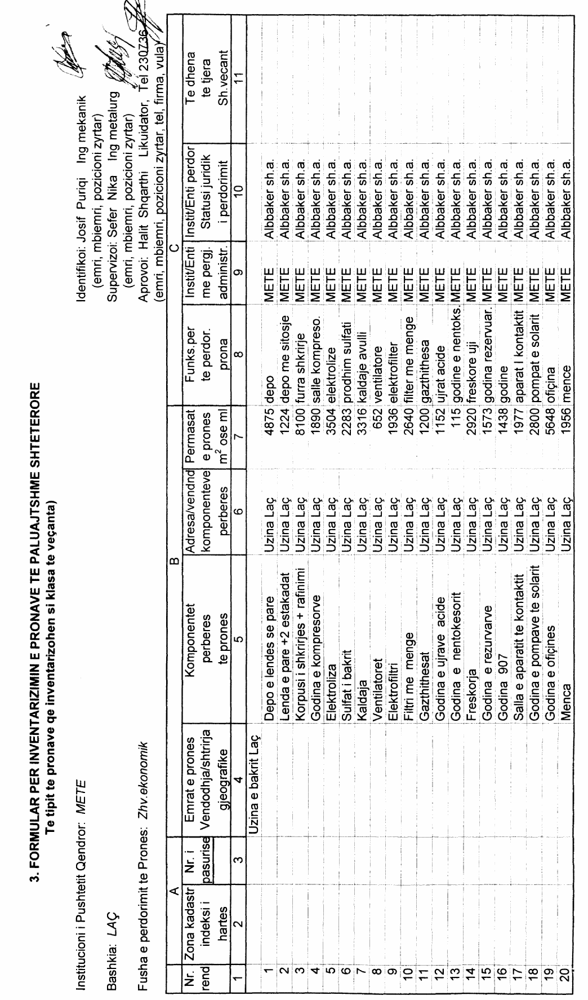 3. FORMULAR PER INVENTARIZIMIN E PRONAVE TE PALUAJTSHME SHTETERORE
Te tipit te pronave qe inventarizohen si klasa te veçanta)
Institucioni i Pushtetit Qendror: METE
Bashkia: LAÇ
Fusha e perdorimit te Prones: Zhv.ekonomik
Identifikoi: Josif Puriqi Ing mekanik
(emri, mbiemri, pozicioni zyrtar)
Supervizoi: Sefer Nika Ing metalurg
(emri, mbiemri, pozicioni zyrtar)
Aprovoi: Halit Shqarthi Likuidator, Tel 230736
(emri, mbiemri, pozicioni zyrtar, tel, firma, vula)
A B C
Nr. Zona kadastr Nr. i Emrat e prones Komponentet Adresa/vendnd Permasat Funks.per Instit/Enti Instit/Enti perdor Te dhena
rend indeksi i pasurise Vendodhja/shtrirja perberes komponenteve e prones te perdor. me pergj. Statusi juridik te tjera
hartes gjeografike te prones perberes m² ose ml prona administr. i perdorimit Sh.vecant
1 2 3 4 5 6 7 8 9 10 11
Uzina e bakrit Laç
1 Depo e lendes se pare Uzina Laç 4875 depo METE Albbaker sh.a.
2 Lenda e pare +2 estakadat Uzina Laç 1224 depo me sitosje METE Albbaker sh.a.
3 Korpusi i shkrirjes + rafinimi Uzina Laç 8100 furra shkrirje METE Albbaker sh.a.
4 Godina e kompresorve Uzina Laç 1890 salle kompreso. METE Albbaker sh.a.
5 Elektroliza Uzina Laç 3504 elektrolize METE Albbaker sh.a.
6 Sulfat i bakrit Uzina Laç 2283 prodhim sulfati METE Albbaker sh.a.
7 Kaldaja Uzina Laç 3316 kaldaje avulli METE Albbaker sh.a.
8 Ventilatoret Uzina Laç 652 ventilatore METE Albbaker sh.a.
9 Elektrofiltri Uzina Laç 1936 elektrofilter METE Albbaker sh.a.
10 Filtri me menge Uzina Laç 2640 filter me menge METE Albbaker sh.a.
11 Gazthithesat Uzina Laç 1200 gazthithesa METE Albbaker sh.a.
12 Godina e ujrave acide Uzina Laç 1152 ujrat acide METE Albbaker sh.a.
13 Godina e nentokesorit Uzina Laç 115 godine e nentoks. METE Albbaker sh.a.
14 Freskorja Uzina Laç 2920 freskore uji METE Albbaker sh.a.
15 Godina e rezurvarve Uzina Laç 1573 godina rezervuar. METE Albbaker sh.a.
16 Godina 907 Uzina Laç 1438 godine METE Albbaker sh.a.
17 Salla e aparatit te kontaktit Uzina Laç 1977 aparat I kontaktit METE Albbaker sh.a.
18 Godina e pompave te solarit Uzina Laç 2800 pompat e solarit METE Albbaker sh.a.
19 Godina e ofiçines Uzina Laç 5648 ofiçina METE Albbaker sh.a.
20 Menca Uzina Laç 1956 mence METE Albbaker sh.a.